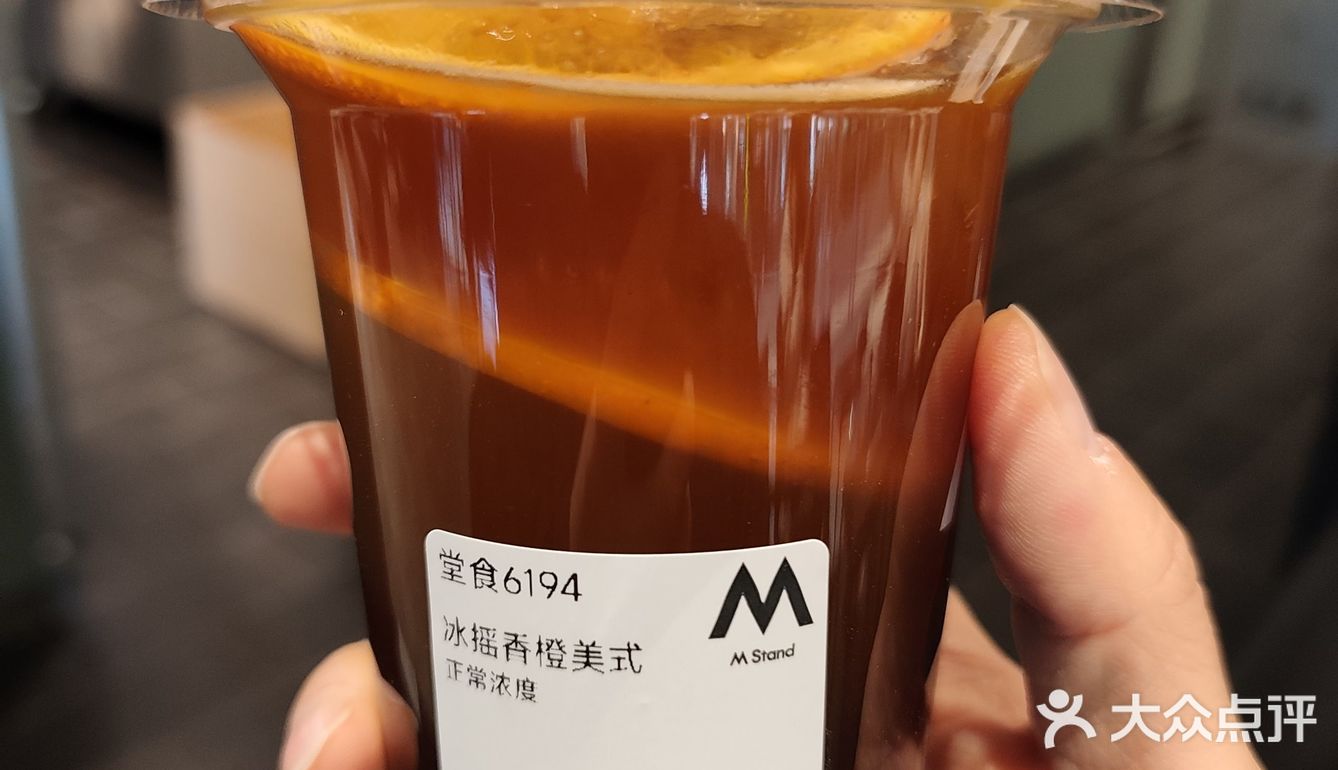 堂食6194
M
M Stand
冰摇香橙美式
正常浓度
大众点评